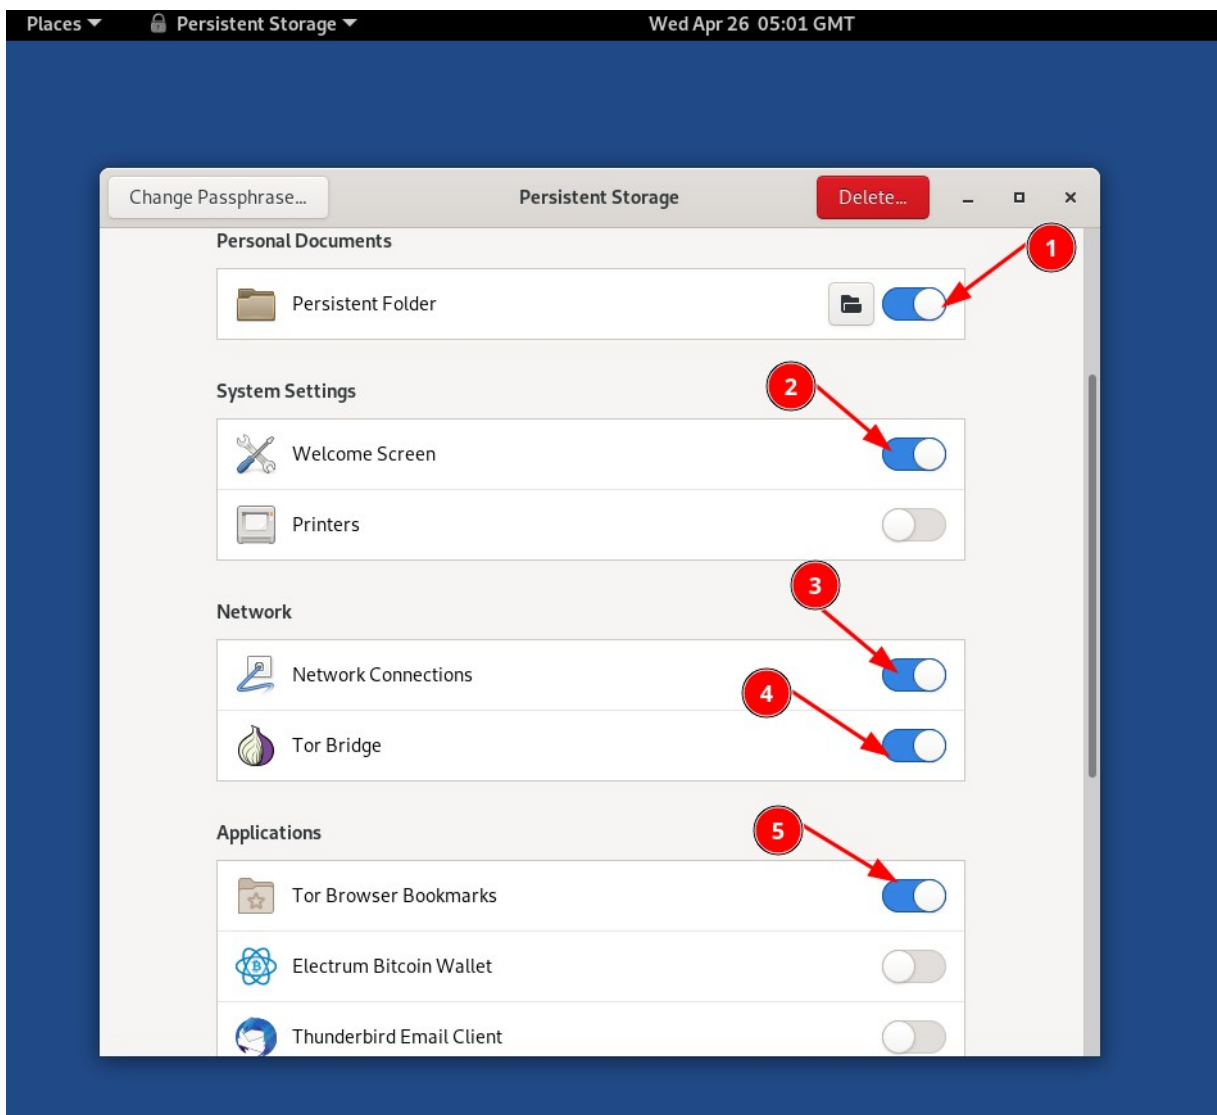 Places Persistent Storage Wed Apr 26 05:01 GMT
Change Passphrase... Persistent Storage Delete...
Personal Documents
1
Persistent Folder
System Settings
2
Welcome Screen
Printers
3
Network
Network Connections
4
Tor Bridge
Applications
5
Tor Browser Bookmarks
Electrum Bitcoin Wallet
Thunderbird Email Client